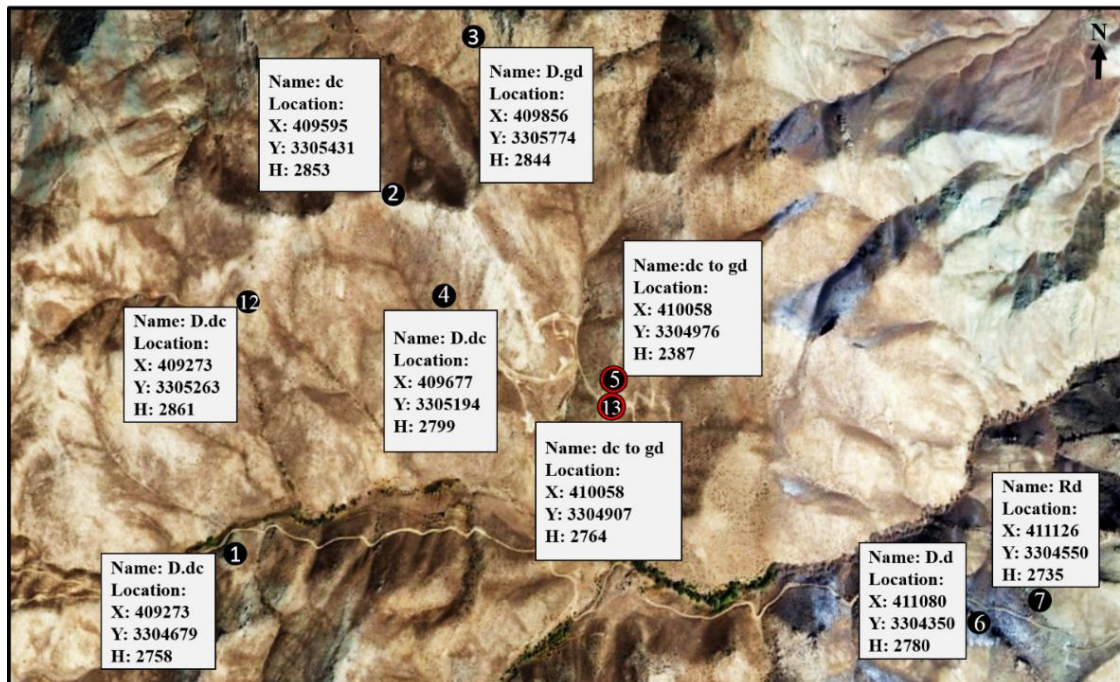 3
N
Name: dc
Location:
X: 409595
Y: 3305431
H: 2853
Name: D.gd
Location:
X: 409856
Y: 3305774
H: 2844
2
12
4
Name:dc to gd
Location:
X: 410058
Y: 3304976
H: 2387
Name: D.dc
Location:
X: 409273
Y: 3305263
H: 2861
Name: D.dc
Location:
X: 409677
Y: 3305194
H: 2799
5
13
Name: dc to gd
Location:
X: 410058
Y: 3304907
H: 2764
Name: Rd
Location:
X: 411126
Y: 3304550
H: 2735
1
Name: D.dc
Location:
X: 409273
Y: 3304679
H: 2758
Name: D.d
Location:
X: 411080
Y: 3304350
H: 2780
7
6